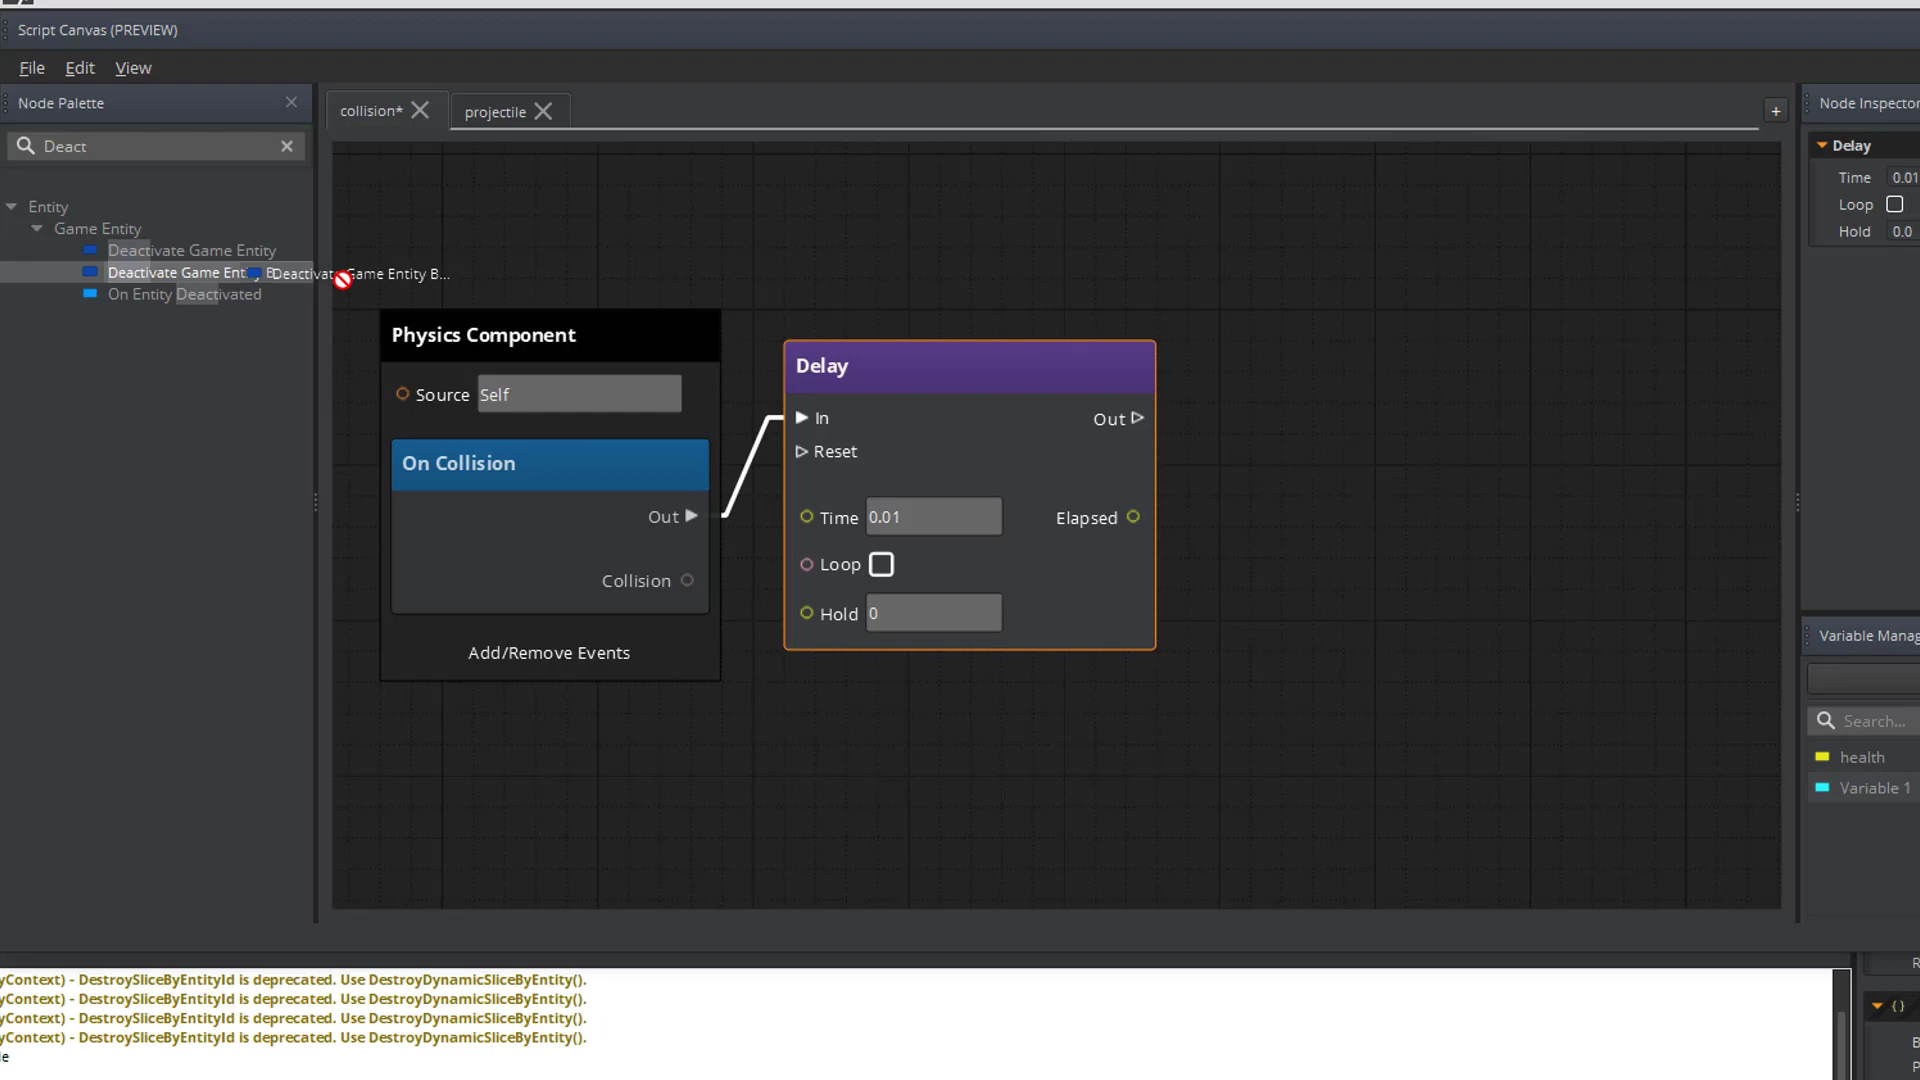 Script Canvas (PREVIEW)
File Edit View
Node Palette
Deact
Entity
Game Entity
Deactivate Game Entity
Deactivate Game Entity B...
On Entity Deactivated
collision*
projectile
+
Physics Component
Source Self
On Collision
Out
Collision
Add/Remove Events
Delay
In
Out
Reset
Time 0.01
Elapsed
Loop
Hold 0
Node Inspector
Delay
Time 0.01
Loop
Hold 0.0
Variable Manag
Search...
health
Variable 1
yContext) - DestroySliceByEntityId is deprecated. Use DestroyDynamicSliceByEntity().
yContext) - DestroySliceByEntityId is deprecated. Use DestroyDynamicSliceByEntity().
yContext) - DestroySliceByEntityId is deprecated. Use DestroyDynamicSliceByEntity().
yContext) - DestroySliceByEntityId is deprecated. Use DestroyDynamicSliceByEntity().
le
R
{}
B
P